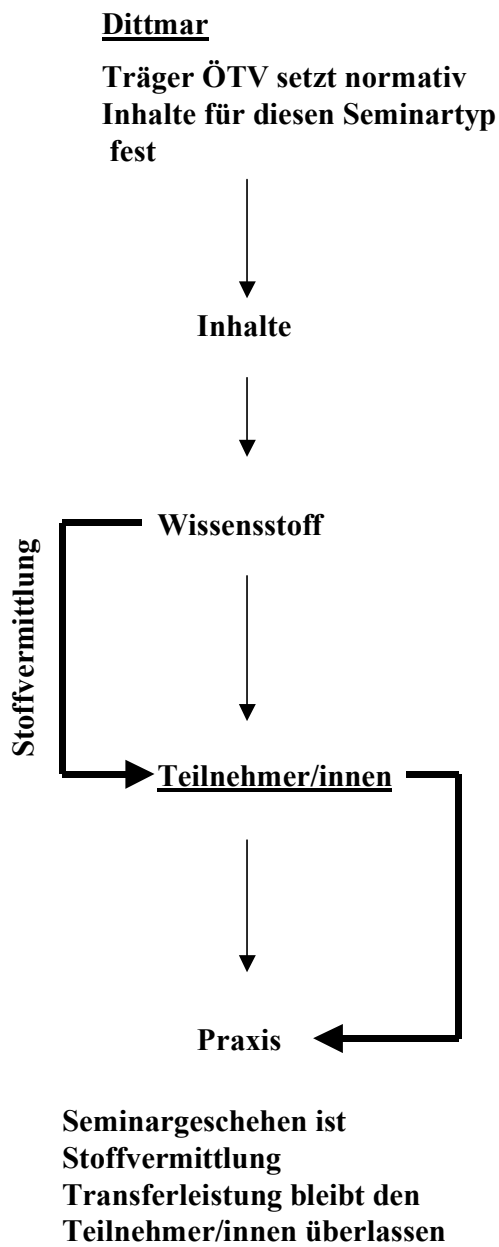 Dittmar
Träger ÖTV setzt normativ
Inhalte für diesen Seminartyp
fest
Inhalte
Wissensstoff
Stoffvermittlung
Teilnehmer/innen
Praxis
Seminargeschehen ist
Stoffvermittlung
Transferleistung bleibt den
Teilnehmer/innen überlassen